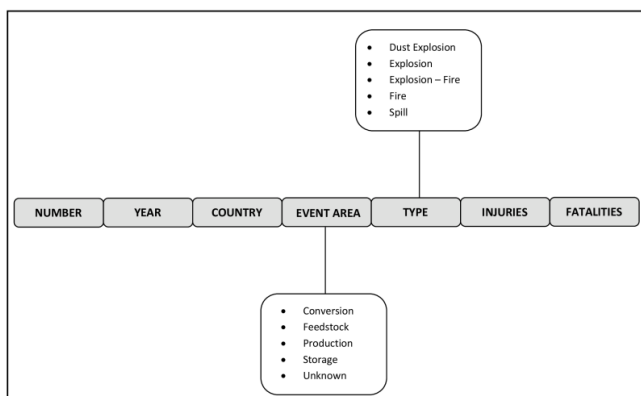 • Dust Explosion
• Explosion
• Explosion – Fire
• Fire
• Spill
NUMBER YEAR COUNTRY EVENT AREA TYPE INJURIES FATALITIES
• Conversion
• Feedstock
• Production
• Storage
• Unknown